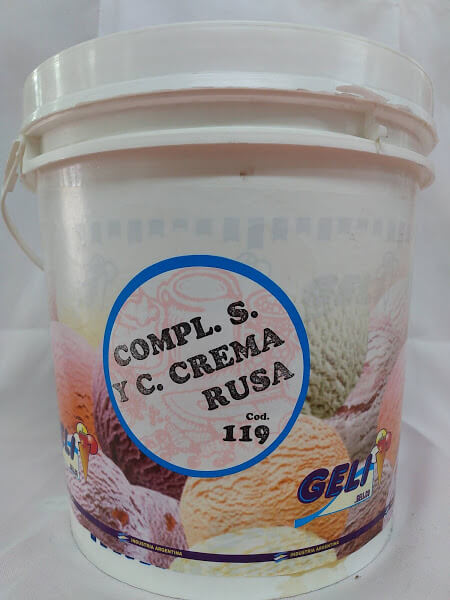 COMPL. S.
Y C. CREMA
RUSA
Cod.
119
GELI
INDUSTRIA ARGENTINA
INDUSTRIA ARGENTINA